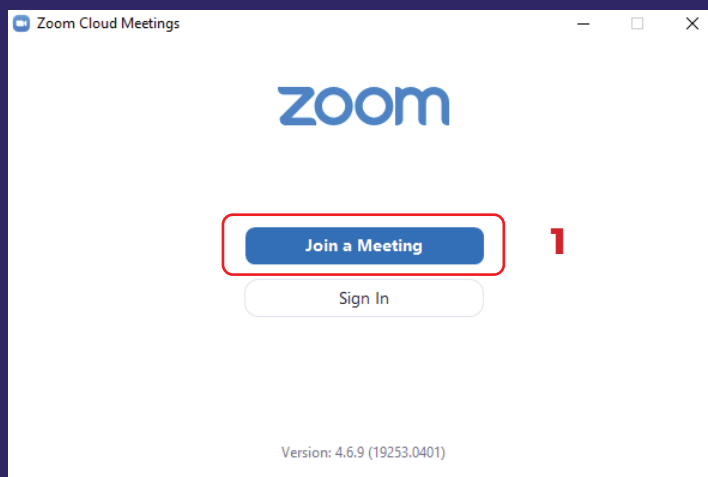 Zoom Cloud Meetings
zoom
Join a Meeting
1
Sign In
Version: 4.6.9 (19253.0401)